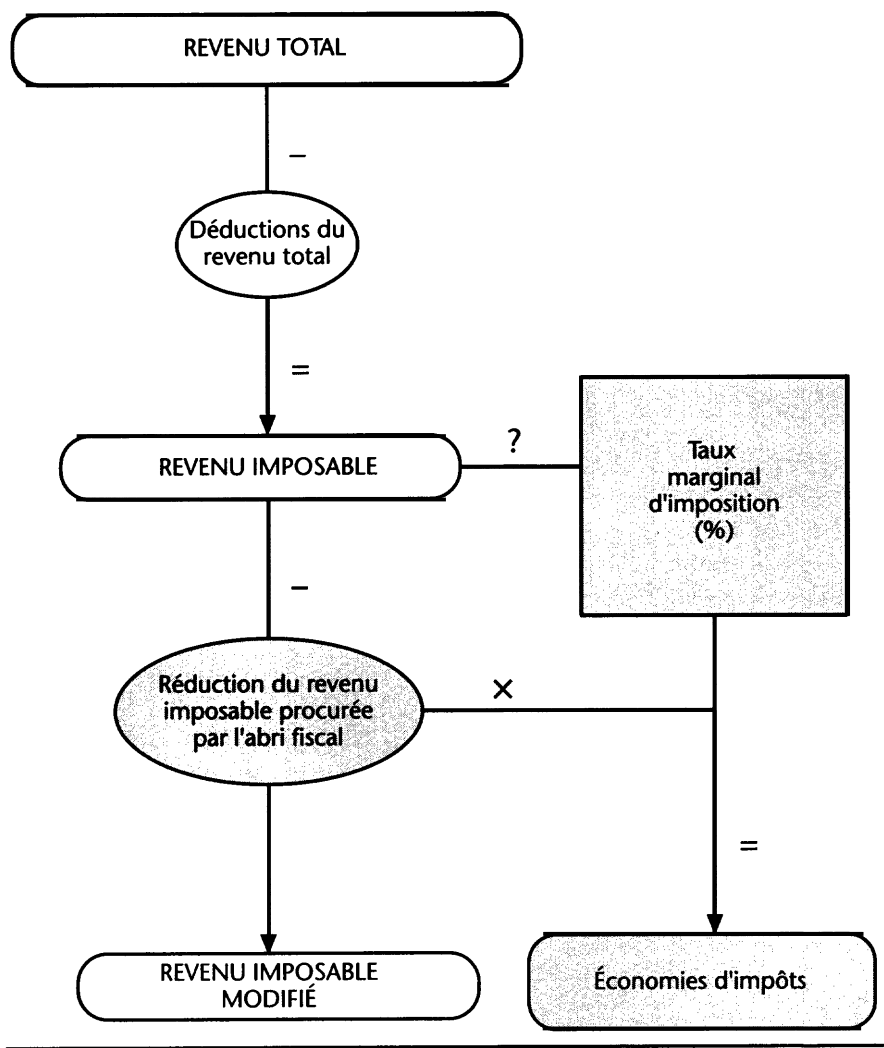 REVENU TOTAL
–
Déductions du
revenu total
=
REVENU IMPOSABLE
?
Taux
marginal
d'imposition
(%)
–
Réduction du revenu
imposable procurée
par l'abri fiscal
×
=
REVENU IMPOSABLE
MODIFIÉ
Économies d'impôts